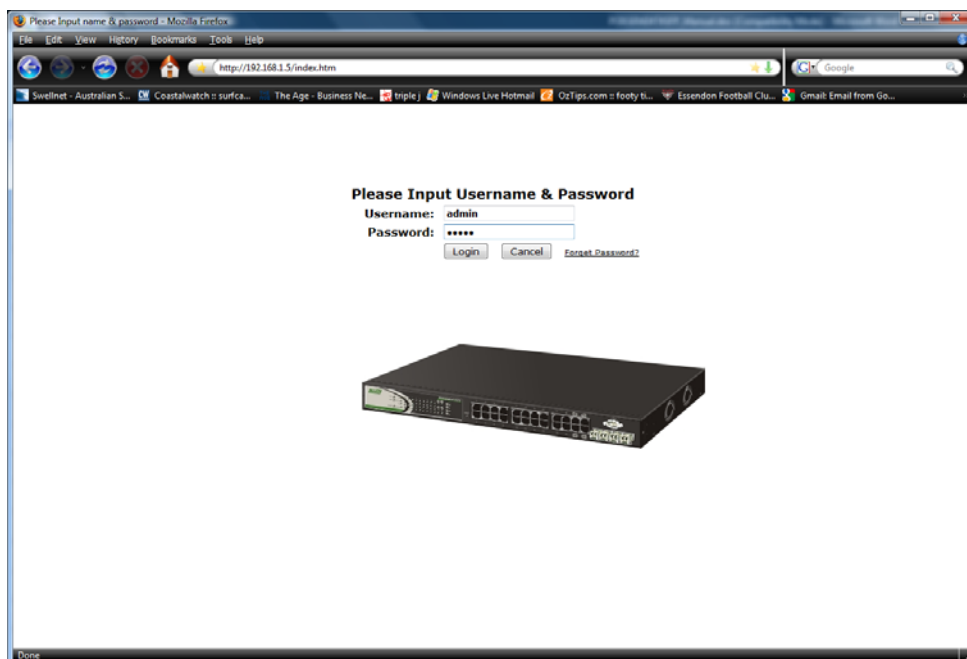 Please Input name & password - Mozilla Firefox
File Edit View History Bookmarks Tools Help
http://192.168.1.5/index.htm
Google
Swellnet - Australian S... Coastalwatch :: surfca... The Age - Business Ne... triple j Windows Live Hotmail OzTips.com :: footy ti... Essendon Football Clu... Gmail: Email from Go...
Please Input Username & Password
Username: admin
Password: •••••
Login Cancel Forget Password?
Done